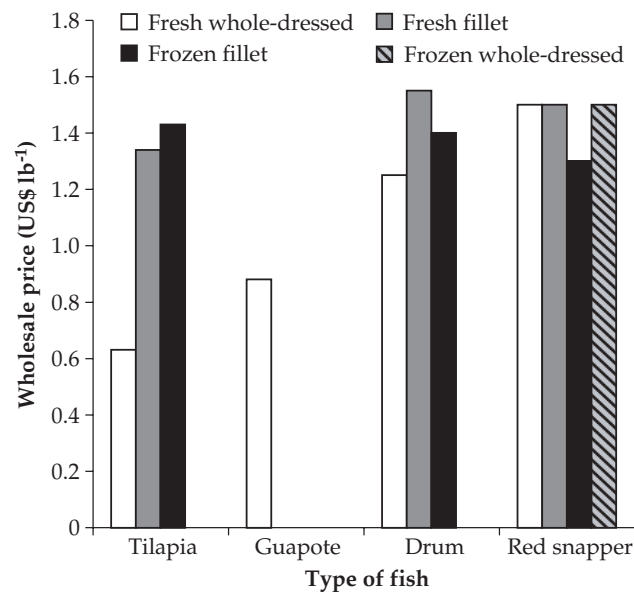 Fresh whole-dressed
Fresh fillet
Frozen fillet
Frozen whole-dressed
1.8
1.6
1.4
1.2
1.0
0.8
0.6
0.4
0.2
0
Wholesale price (US$ lb⁻¹)
Tilapia
Guapote
Drum
Red snapper
Type of fish